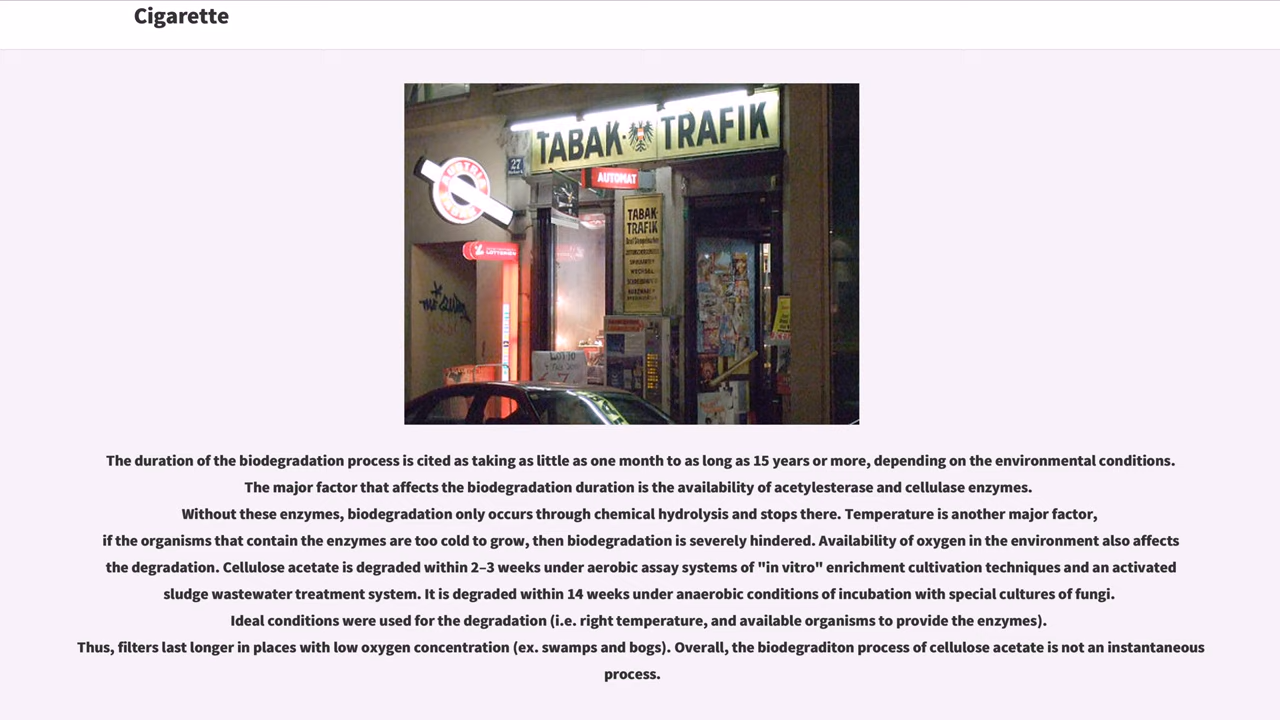 Cigarette
TABAK TRAFIK
27
AUTOMAT
AUSTRIA
LOTTERIEN
TABAK
TRAFIK
LOTTO
The duration of the biodegradation process is cited as taking as little as one month to as long as 15 years or more, depending on the environmental conditions.
The major factor that affects the biodegradation duration is the availability of acetylesterase and cellulase enzymes.
Without these enzymes, biodegradation only occurs through chemical hydrolysis and stops there. Temperature is another major factor,
if the organisms that contain the enzymes are too cold to grow, then biodegradation is severely hindered. Availability of oxygen in the environment also affects
the degradation. Cellulose acetate is degraded within 2–3 weeks under aerobic assay systems of "in vitro" enrichment cultivation techniques and an activated
sludge wastewater treatment system. It is degraded within 14 weeks under anaerobic conditions of incubation with special cultures of fungi.
Ideal conditions were used for the degradation (i.e. right temperature, and available organisms to provide the enzymes).
Thus, filters last longer in places with low oxygen concentration (ex. swamps and bogs). Overall, the biodegraditon process of cellulose acetate is not an instantaneous
process.